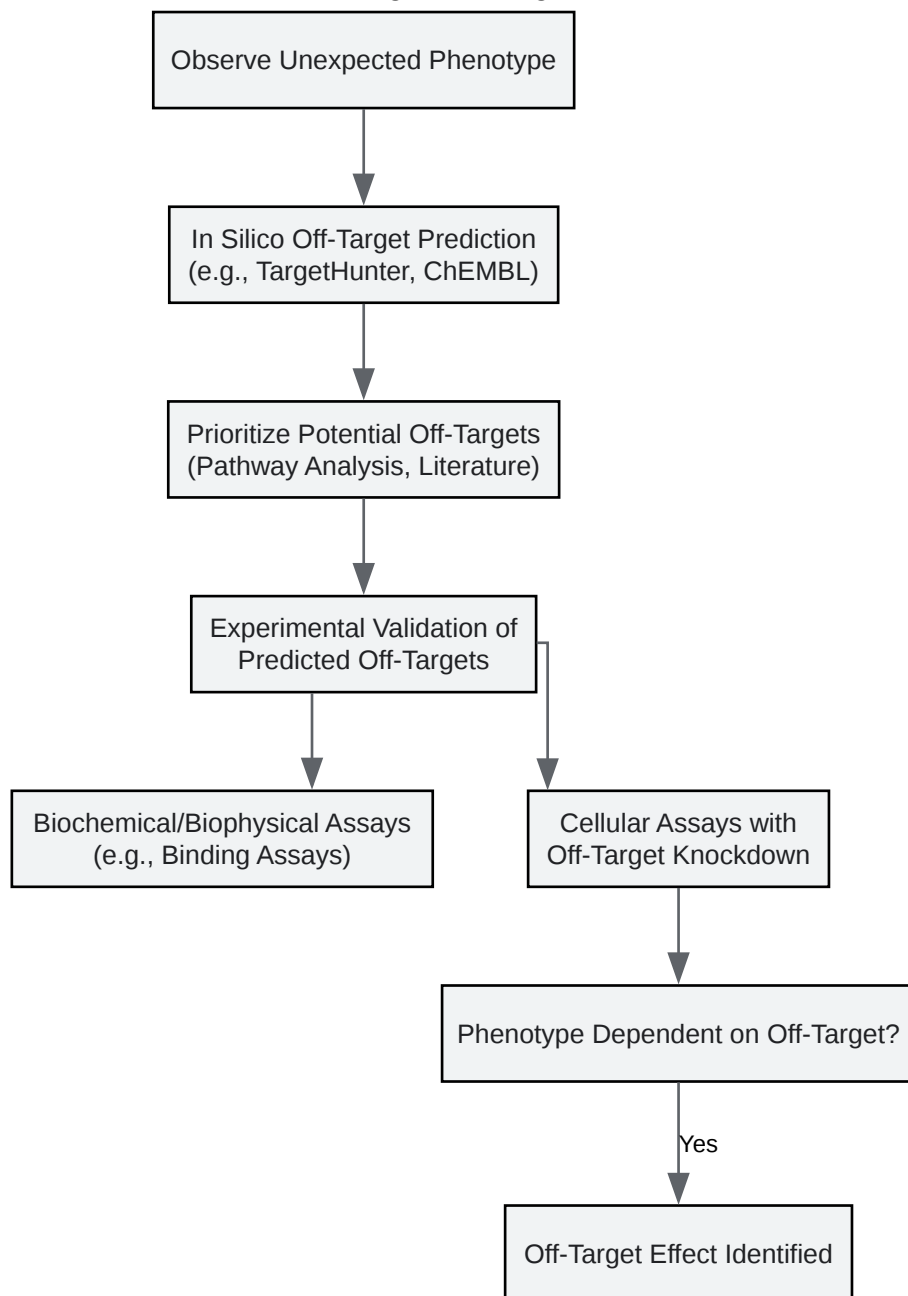 Observe Unexpected Phenotype
In Silico Off-Target Prediction
(e.g., TargetHunter, ChEMBL)
Prioritize Potential Off-Targets
(Pathway Analysis, Literature)
Experimental Validation of
Predicted Off-Targets
Biochemical/Biophysical Assays
(e.g., Binding Assays)
Cellular Assays with
Off-Target Knockdown
Phenotype Dependent on Off-Target?
Yes
Off-Target Effect Identified